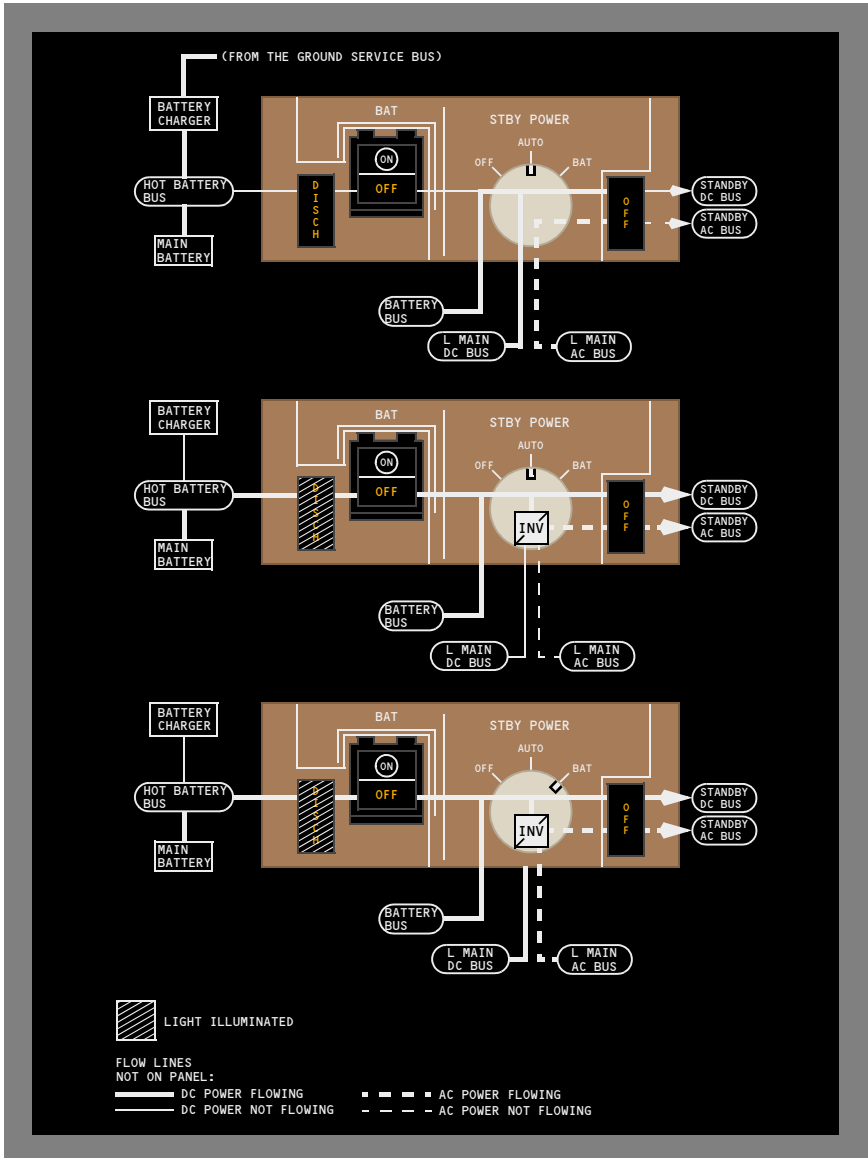 (FROM THE GROUND SERVICE BUS)
BATTERY
CHARGER
BAT
STBY POWER
AUTO
OFF
BAT
ON
OFF
DISCH
OFF
HOT BATTERY
BUS
STANDBY
DC BUS
STANDBY
AC BUS
MAIN
BATTERY
BATTERY
BUS
L MAIN
DC BUS
L MAIN
AC BUS
BATTERY
CHARGER
BAT
STBY POWER
AUTO
OFF
BAT
ON
OFF
DISCH
OFF
HOT BATTERY
BUS
STANDBY
DC BUS
STANDBY
AC BUS
INV
MAIN
BATTERY
BATTERY
BUS
L MAIN
DC BUS
L MAIN
AC BUS
BATTERY
CHARGER
BAT
STBY POWER
AUTO
OFF
BAT
ON
OFF
DISCH
OFF
HOT BATTERY
BUS
STANDBY
DC BUS
STANDBY
AC BUS
INV
MAIN
BATTERY
BATTERY
BUS
L MAIN
DC BUS
L MAIN
AC BUS
LIGHT ILLUMINATED
FLOW LINES
NOT ON PANEL:
DC POWER FLOWING
AC POWER FLOWING
DC POWER NOT FLOWING
AC POWER NOT FLOWING